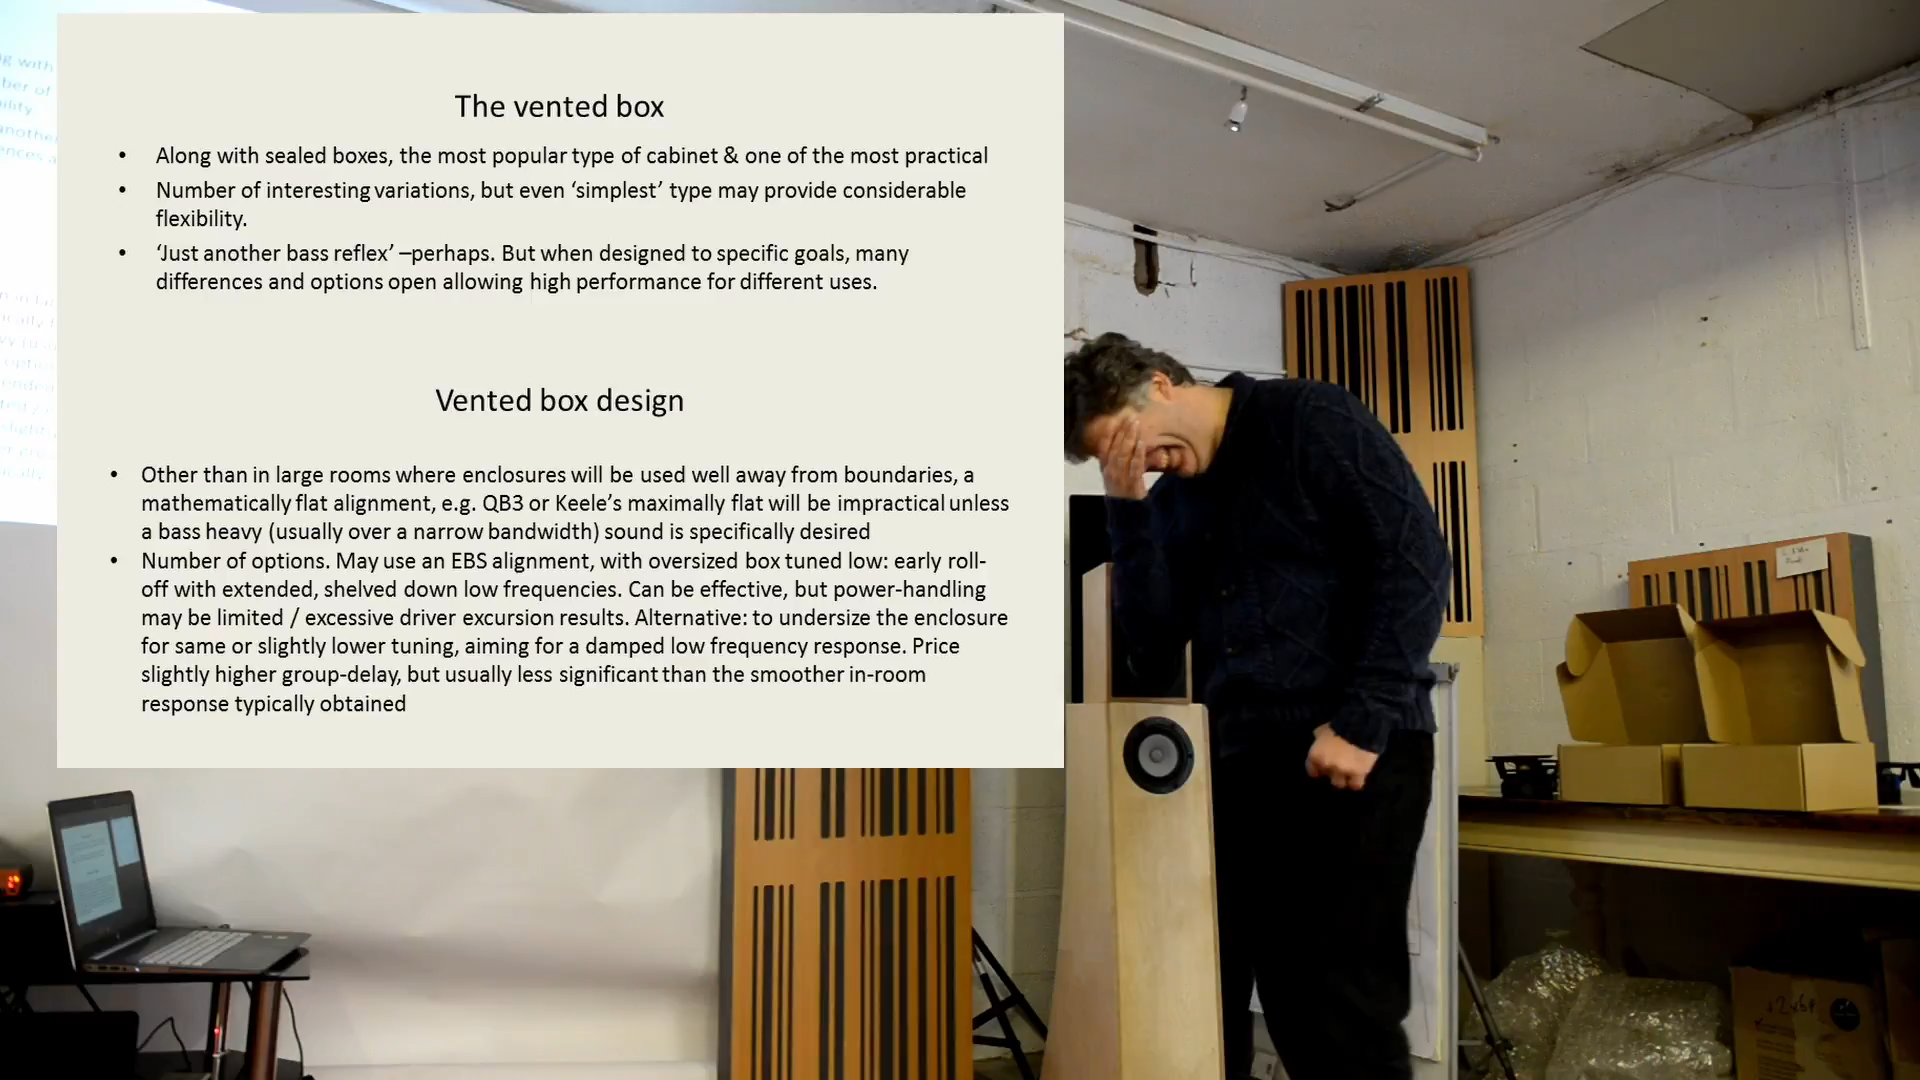 The vented box
• Along with sealed boxes, the most popular type of cabinet & one of the most practical
• Number of interesting variations, but even ‘simplest’ type may provide considerable
flexibility.
• ‘Just another bass reflex’ –perhaps. But when designed to specific goals, many
differences and options open allowing high performance for different uses.
Vented box design
• Other than in large rooms where enclosures will be used well away from boundaries, a
mathematically flat alignment, e.g. QB3 or Keele’s maximally flat will be impractical unless
a bass heavy (usually over a narrow bandwidth) sound is specifically desired
• Number of options. May use an EBS alignment, with oversized box tuned low: early roll-
off with extended, shelved down low frequencies. Can be effective, but power-handling
may be limited / excessive driver excursion results. Alternative: to undersize the enclosure
for same or slightly lower tuning, aiming for a damped low frequency response. Price
slightly higher group-delay, but usually less significant than the smoother in-room
response typically obtained